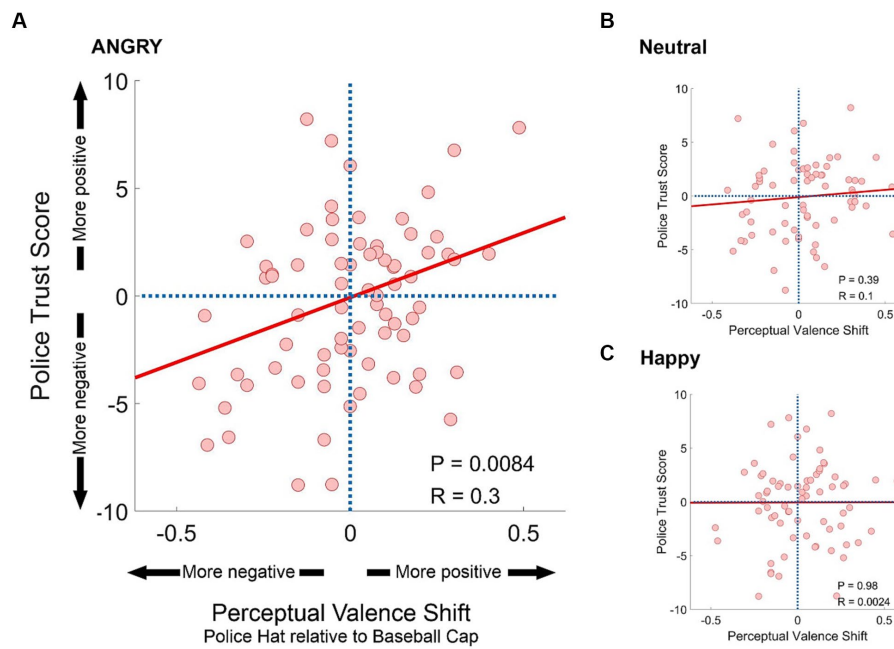 A
ANGRY
10
5
0
-5
-10
More positive
More negative
Police Trust Score
P = 0.0084
R = 0.3
-0.5
0
0.5
More negative
More positive
Perceptual Valence Shift
Police Hat relative to Baseball Cap
B
Neutral
10
5
0
-5
-10
Police Trust Score
P = 0.39
R = 0.1
-0.5
0
0.5
Perceptual Valence Shift
C
Happy
10
5
0
-5
-10
Police Trust Score
P = 0.98
R = 0.0024
-0.5
0
0.5
Perceptual Valence Shift